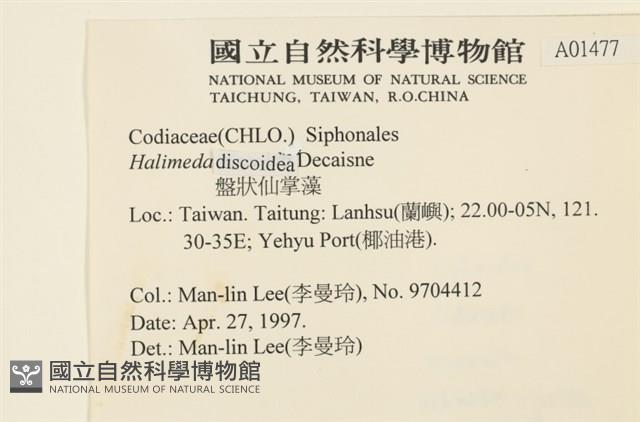 國立自然科學博物館
A01477
NATIONAL MUSEUM OF NATURAL SCIENCE
TAICHUNG, TAIWAN, R.O.CHINA
Codiaceae(CHLO.) Siphonales
Halimeda discoidea Decaisne
盤狀仙掌藻
Loc.: Taiwan. Taitung: Lanhsu(蘭嶼); 22.00-05N, 121.
30-35E; Yehyu Port(椰油港).
Col.: Man-lin Lee(李曼玲), No. 9704412
Date: Apr. 27, 1997.
Det.: Man-lin Lee(李曼玲)
國立自然科學博物館
NATIONAL MUSEUM OF NATURAL SCIENCE